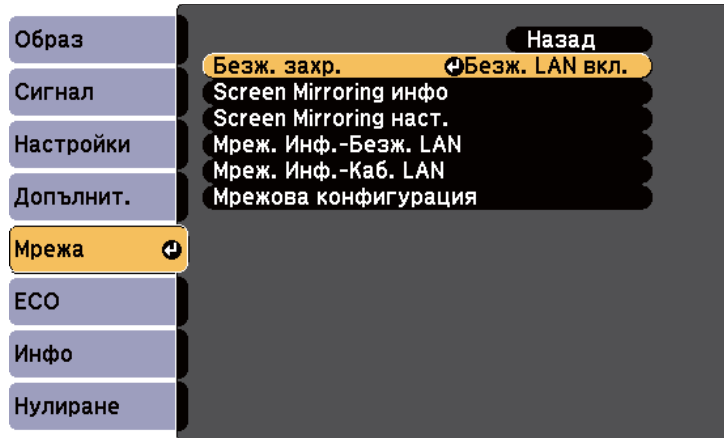 Образ
Сигнал
Настройки
Допълнит.
Мрежа
ECO
Инфо
Нулиране
Назад
Безж. захр. Безж. LAN вкл.
Screen Mirroring инфо
Screen Mirroring наст.
Мреж. Инф.-Безж. LAN
Мреж. Инф.-Каб. LAN
Мрежова конфигурация